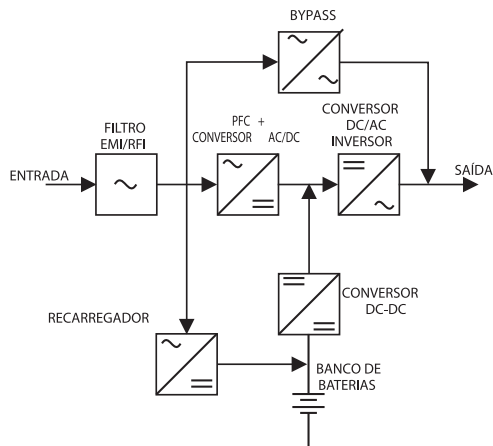 BYPASS
FILTRO
EMI/RFI
PFC +
CONVERSOR AC/DC
CONVERSOR
DC/AC
INVERSOR
ENTRADA
SAÍDA
RECARREGADOR
CONVERSOR
DC-DC
BANCO DE
BATERIAS